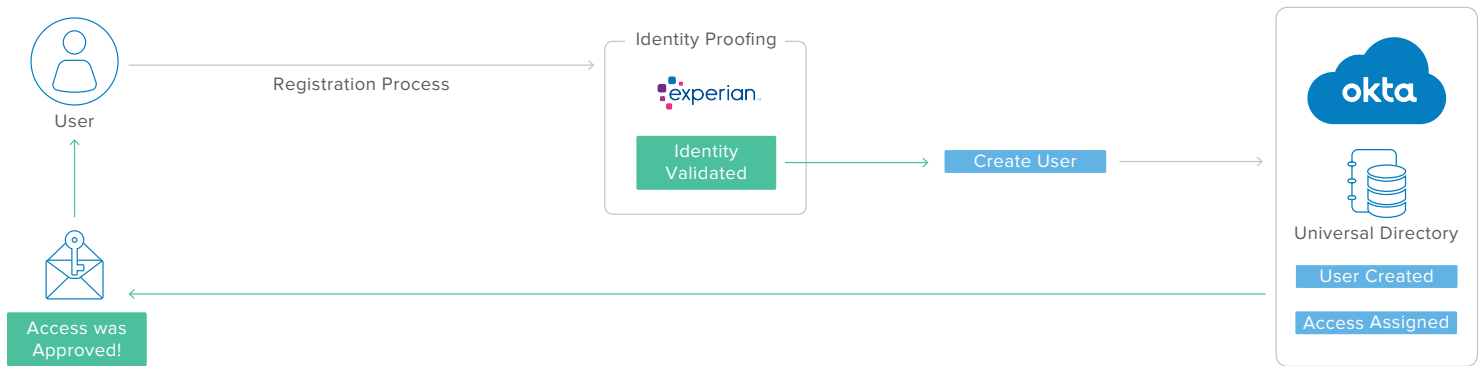 User
Registration Process
Identity Proofing
experian™
Identity
Validated
Create User
okta
Universal Directory
User Created
Access Assigned
Access was
Approved!